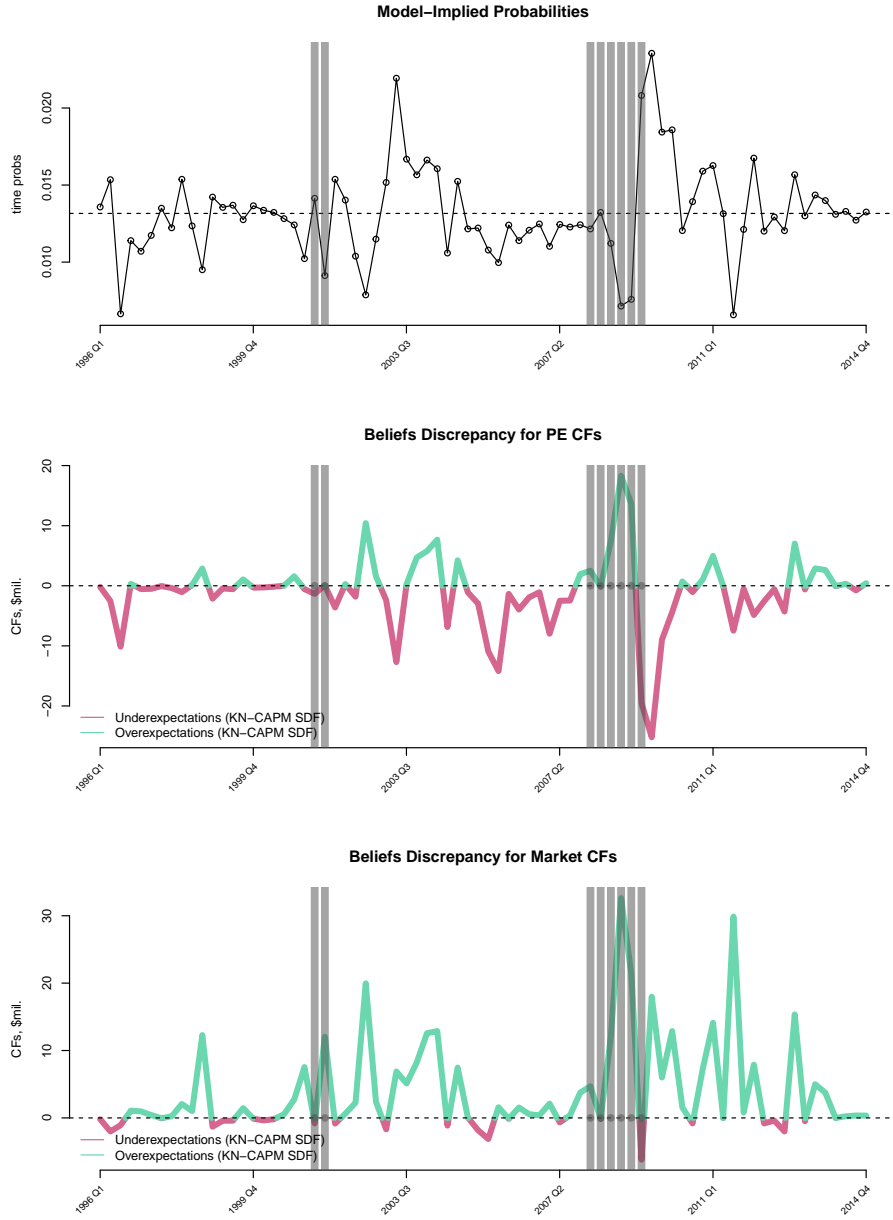 Model−Implied Probabilities
time probs
0.020
0.015
0.010
1996 Q1
1999 Q4
2003 Q3
2007 Q2
2011 Q1
2014 Q4
Beliefs Discrepancy for PE CFs
CFs, $mil.
20
10
0
−10
−20
Underexpectations (KN−CAPM SDF)
Overexpectations (KN−CAPM SDF)
1996 Q1
1999 Q4
2003 Q3
2007 Q2
2011 Q1
2014 Q4
Beliefs Discrepancy for Market CFs
CFs, $mil.
30
20
10
0
Underexpectations (KN−CAPM SDF)
Overexpectations (KN−CAPM SDF)
1996 Q1
1999 Q4
2003 Q3
2007 Q2
2011 Q1
2014 Q4